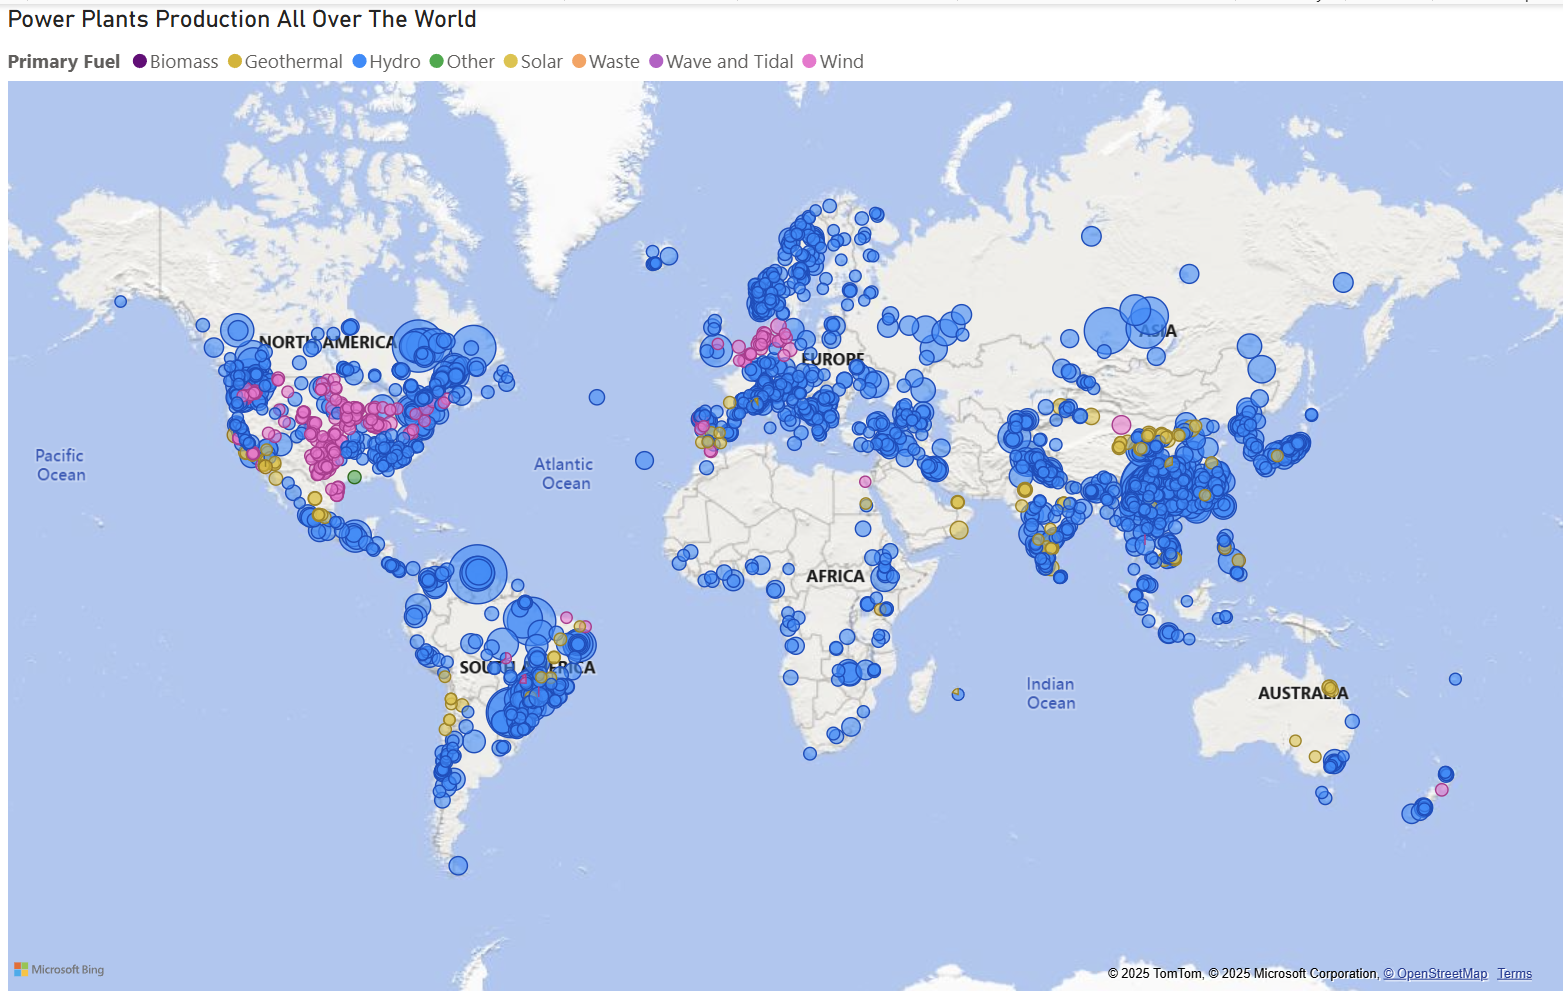 Power Plants Production All Over The World
Primary Fuel Biomass Geothermal Hydro Other Solar Waste Wave and Tidal Wind
NORTH AMERICA
ASIA
EUROPE
Pacific
Ocean
Atlantic
Ocean
AFRICA
SOUTH AMERICA
Indian
Ocean
AUSTRALIA
Microsoft Bing
© 2025 TomTom, © 2025 Microsoft Corporation, © OpenStreetMap Terms